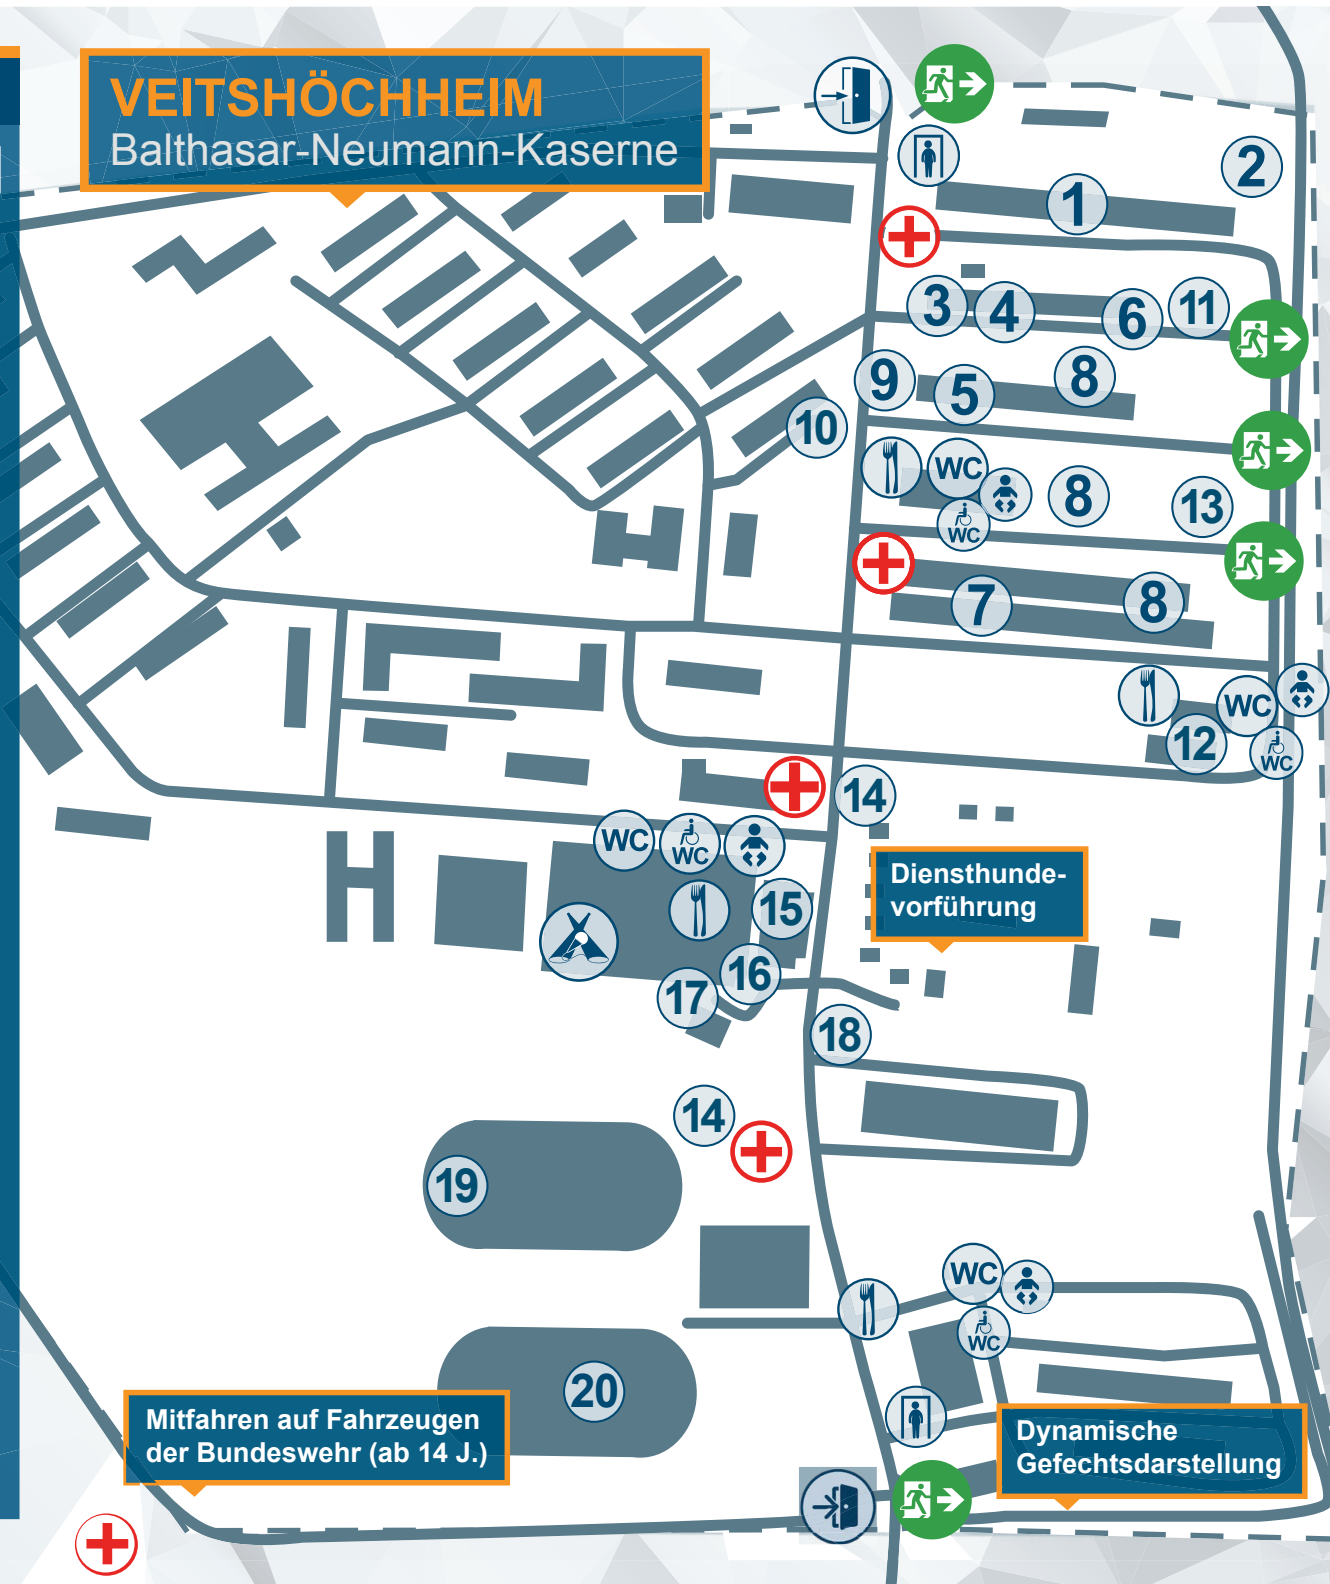 VEITSHÖCHHEIM
Balthasar-Neumann-Kaserne
2
1
3
4
6
11
9
5
8
10
WC
8
13
WC
7
8
WC
12
WC
14
WC
WC
Diensthunde-
vorführung
15
16
17
18
14
19
WC
WC
20
Mitfahren auf Fahrzeugen
der Bundeswehr (ab 14 J.)
Dynamische
Gefechtsdarstellung